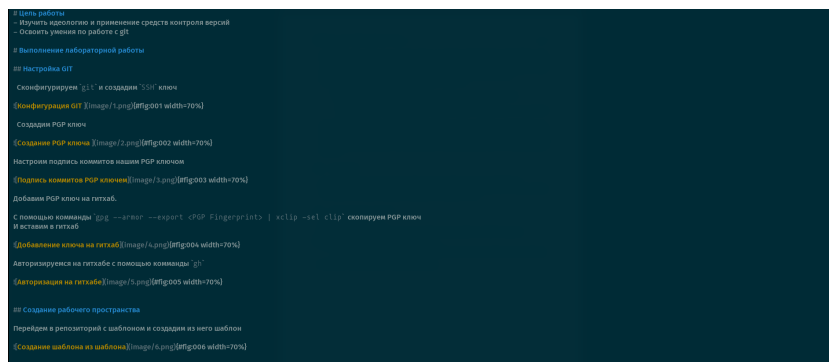 # Цель работы
– Изучить идеологию и применение средств контроля версий
– Освоить умения по работе с git
# Выполнение лабораторной работы
## Настройка GIT
Сконфигурируем `git` и создадим `SSH` ключ
![Конфигурация GIT ](image/1.png){#fig:001 width=70%}
Создадим PGP ключ
![Создание PGP ключа ](image/2.png){#fig:002 width=70%}
Настроим подпись коммитов нашим PGP ключом
![Подпись коммитов PGP ключем](image/3.png){#fig:003 width=70%}
Добавим PGP ключ на гитхаб.
С помощью комманды `gpg --armor --export <PGP Fingerprint> | xclip -sel clip` скопируем PGP ключ
И вставим в гитхаб
![Добавление ключа на гитхаб](image/4.png){#fig:004 width=70%}
Авторизируемся на гитхабе с помощью комманды `gh`
![Авторизация на гитхабе](image/5.png){#fig:005 width=70%}
## Создание рабочего пространства
Перейдем в репозиторий с шаблоном и создадим из него шаблон
![Создание шаблона из шаблона](image/6.png){#fig:006 width=70%}